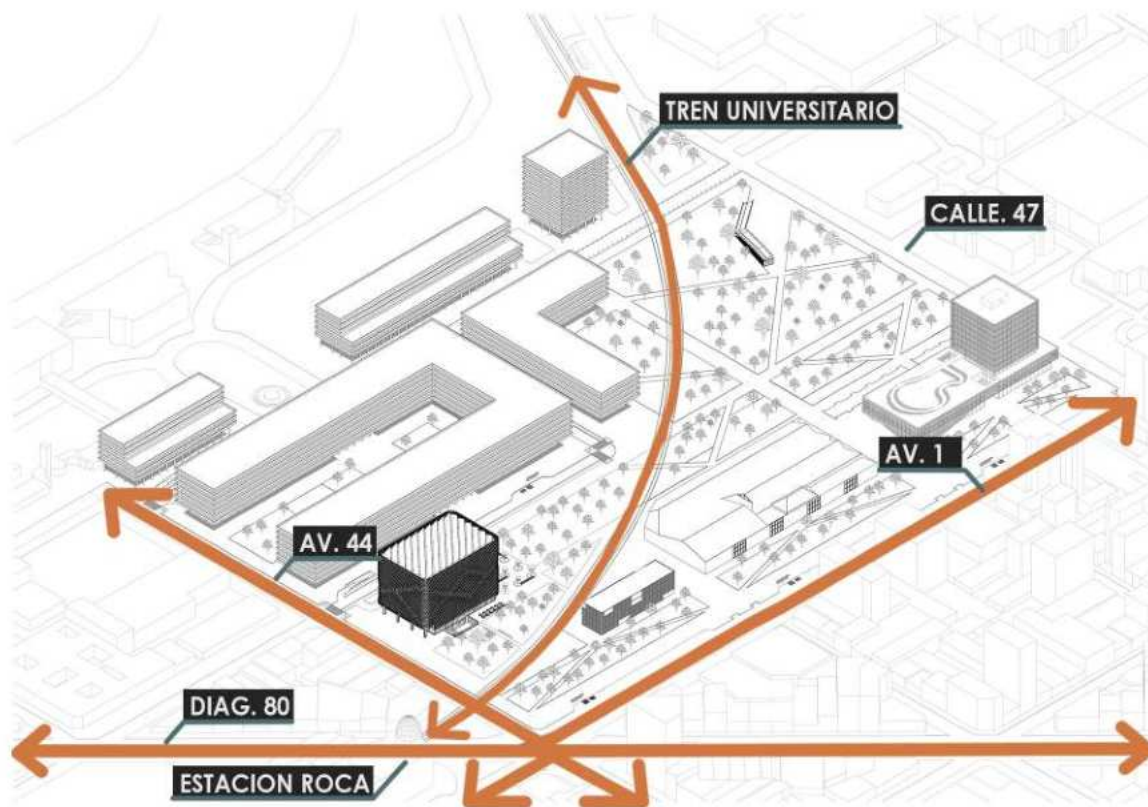 TREN UNIVERSITARIO
CALLE. 47
AV. 1
AV. 44
DIAG. 80
ESTACION ROCA